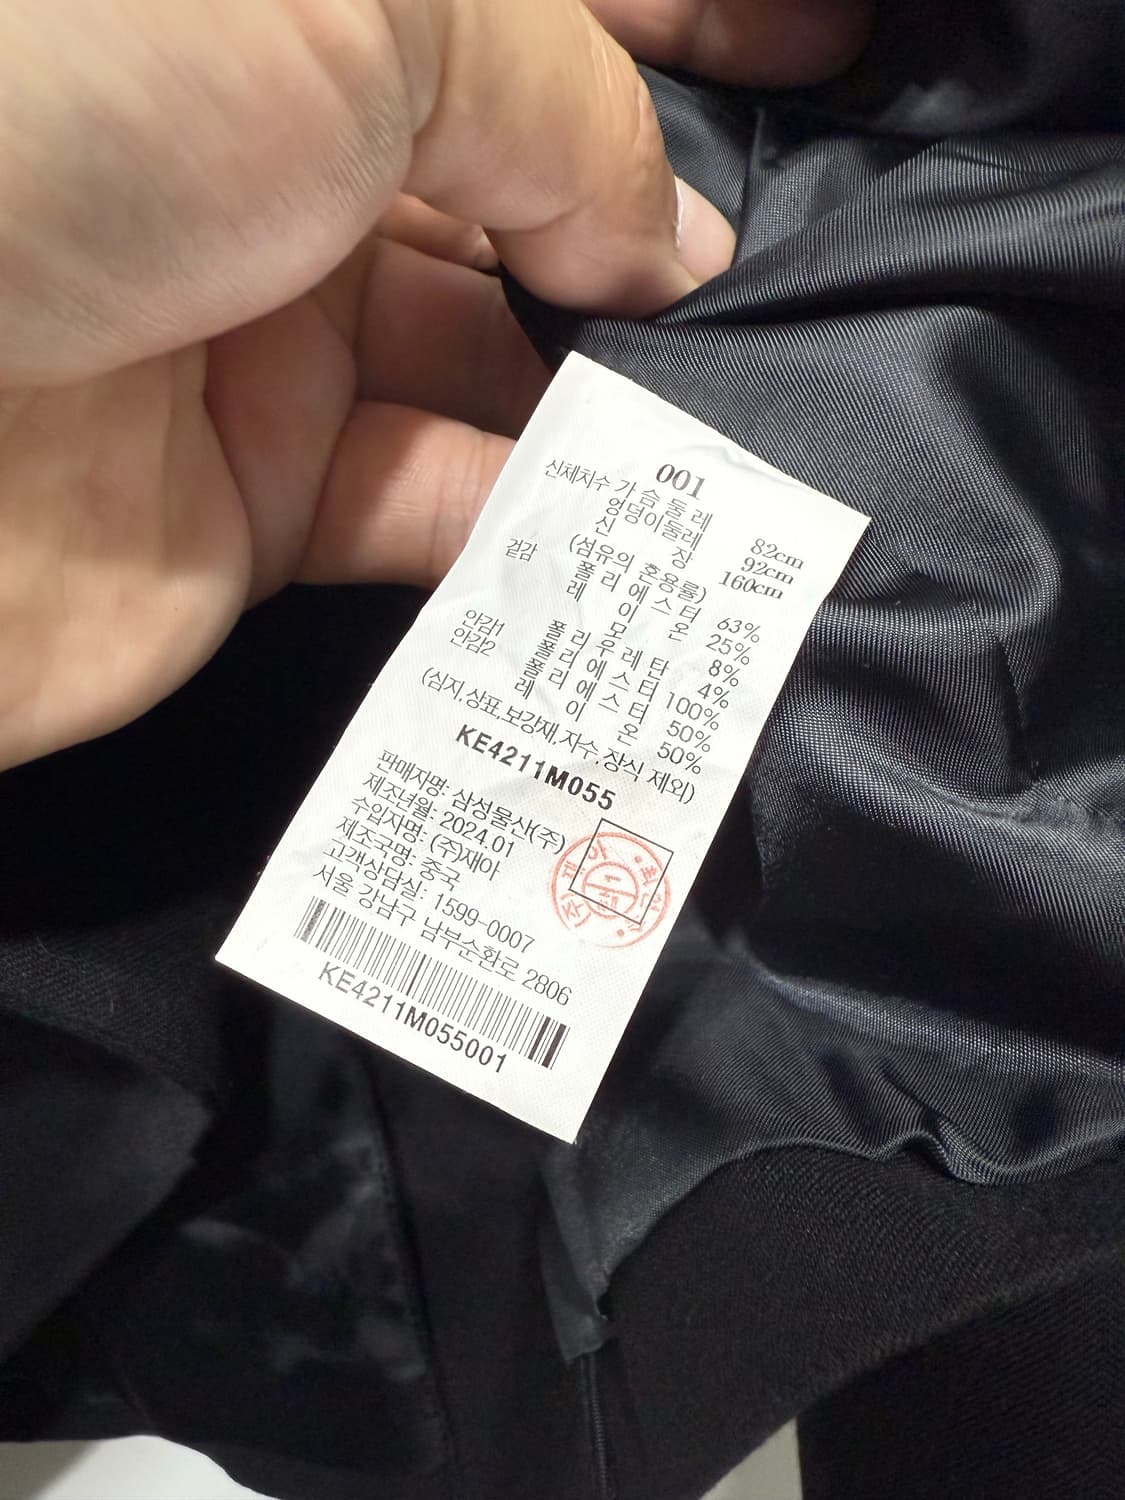 001
신체치수 가 슴 둘 레 82cm
엉덩이둘레 92cm
신 장 160cm
(섬유의 혼용률)
겉감 폴 리 에 스 터 63%
레 이 온 25%
모 8%
폴 리 우 레 탄 4%
안감1 폴 리 에 스 터 100%
안감2 폴 리 에 스 터 50%
레 이 온 50%
(심지,상표,보강재,자수,장식 제외)
KE4211M055
판매자명: 삼성물산(주)
제조년월: 2024.01
수입자명: (주)재아
제조국명: 중국
고객상담실: 1599-0007
서울 강남구 남부순환로 2806
KE4211M055001